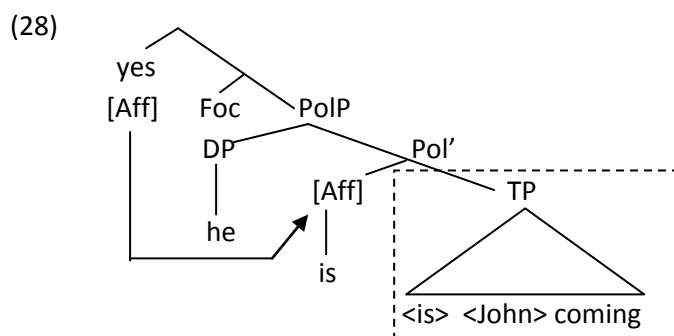 (28)
yes
[Aff] Foc PolP
DP Pol’
[Aff] TP
he
is
<is> <John> coming